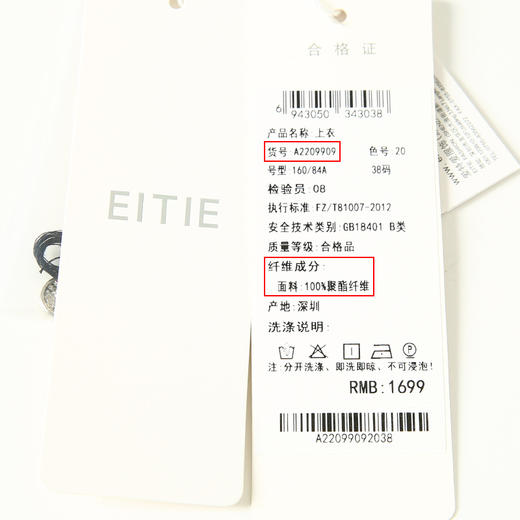 EITIE
合格证
6 943050 343038
产品名称 上衣
货号:A2209909 色号:20
号型:160/84A 38码
检验员:08
执行标准:FZ/T81007-2012
安全技术类别:GB18401 B类
质量等级:合格品
纤维成分:
面料:100%聚酯纤维
产地:深圳
洗涤说明:
注:分开洗涤、即洗即晾、不可浸泡!
RMB:1699
A22099092038